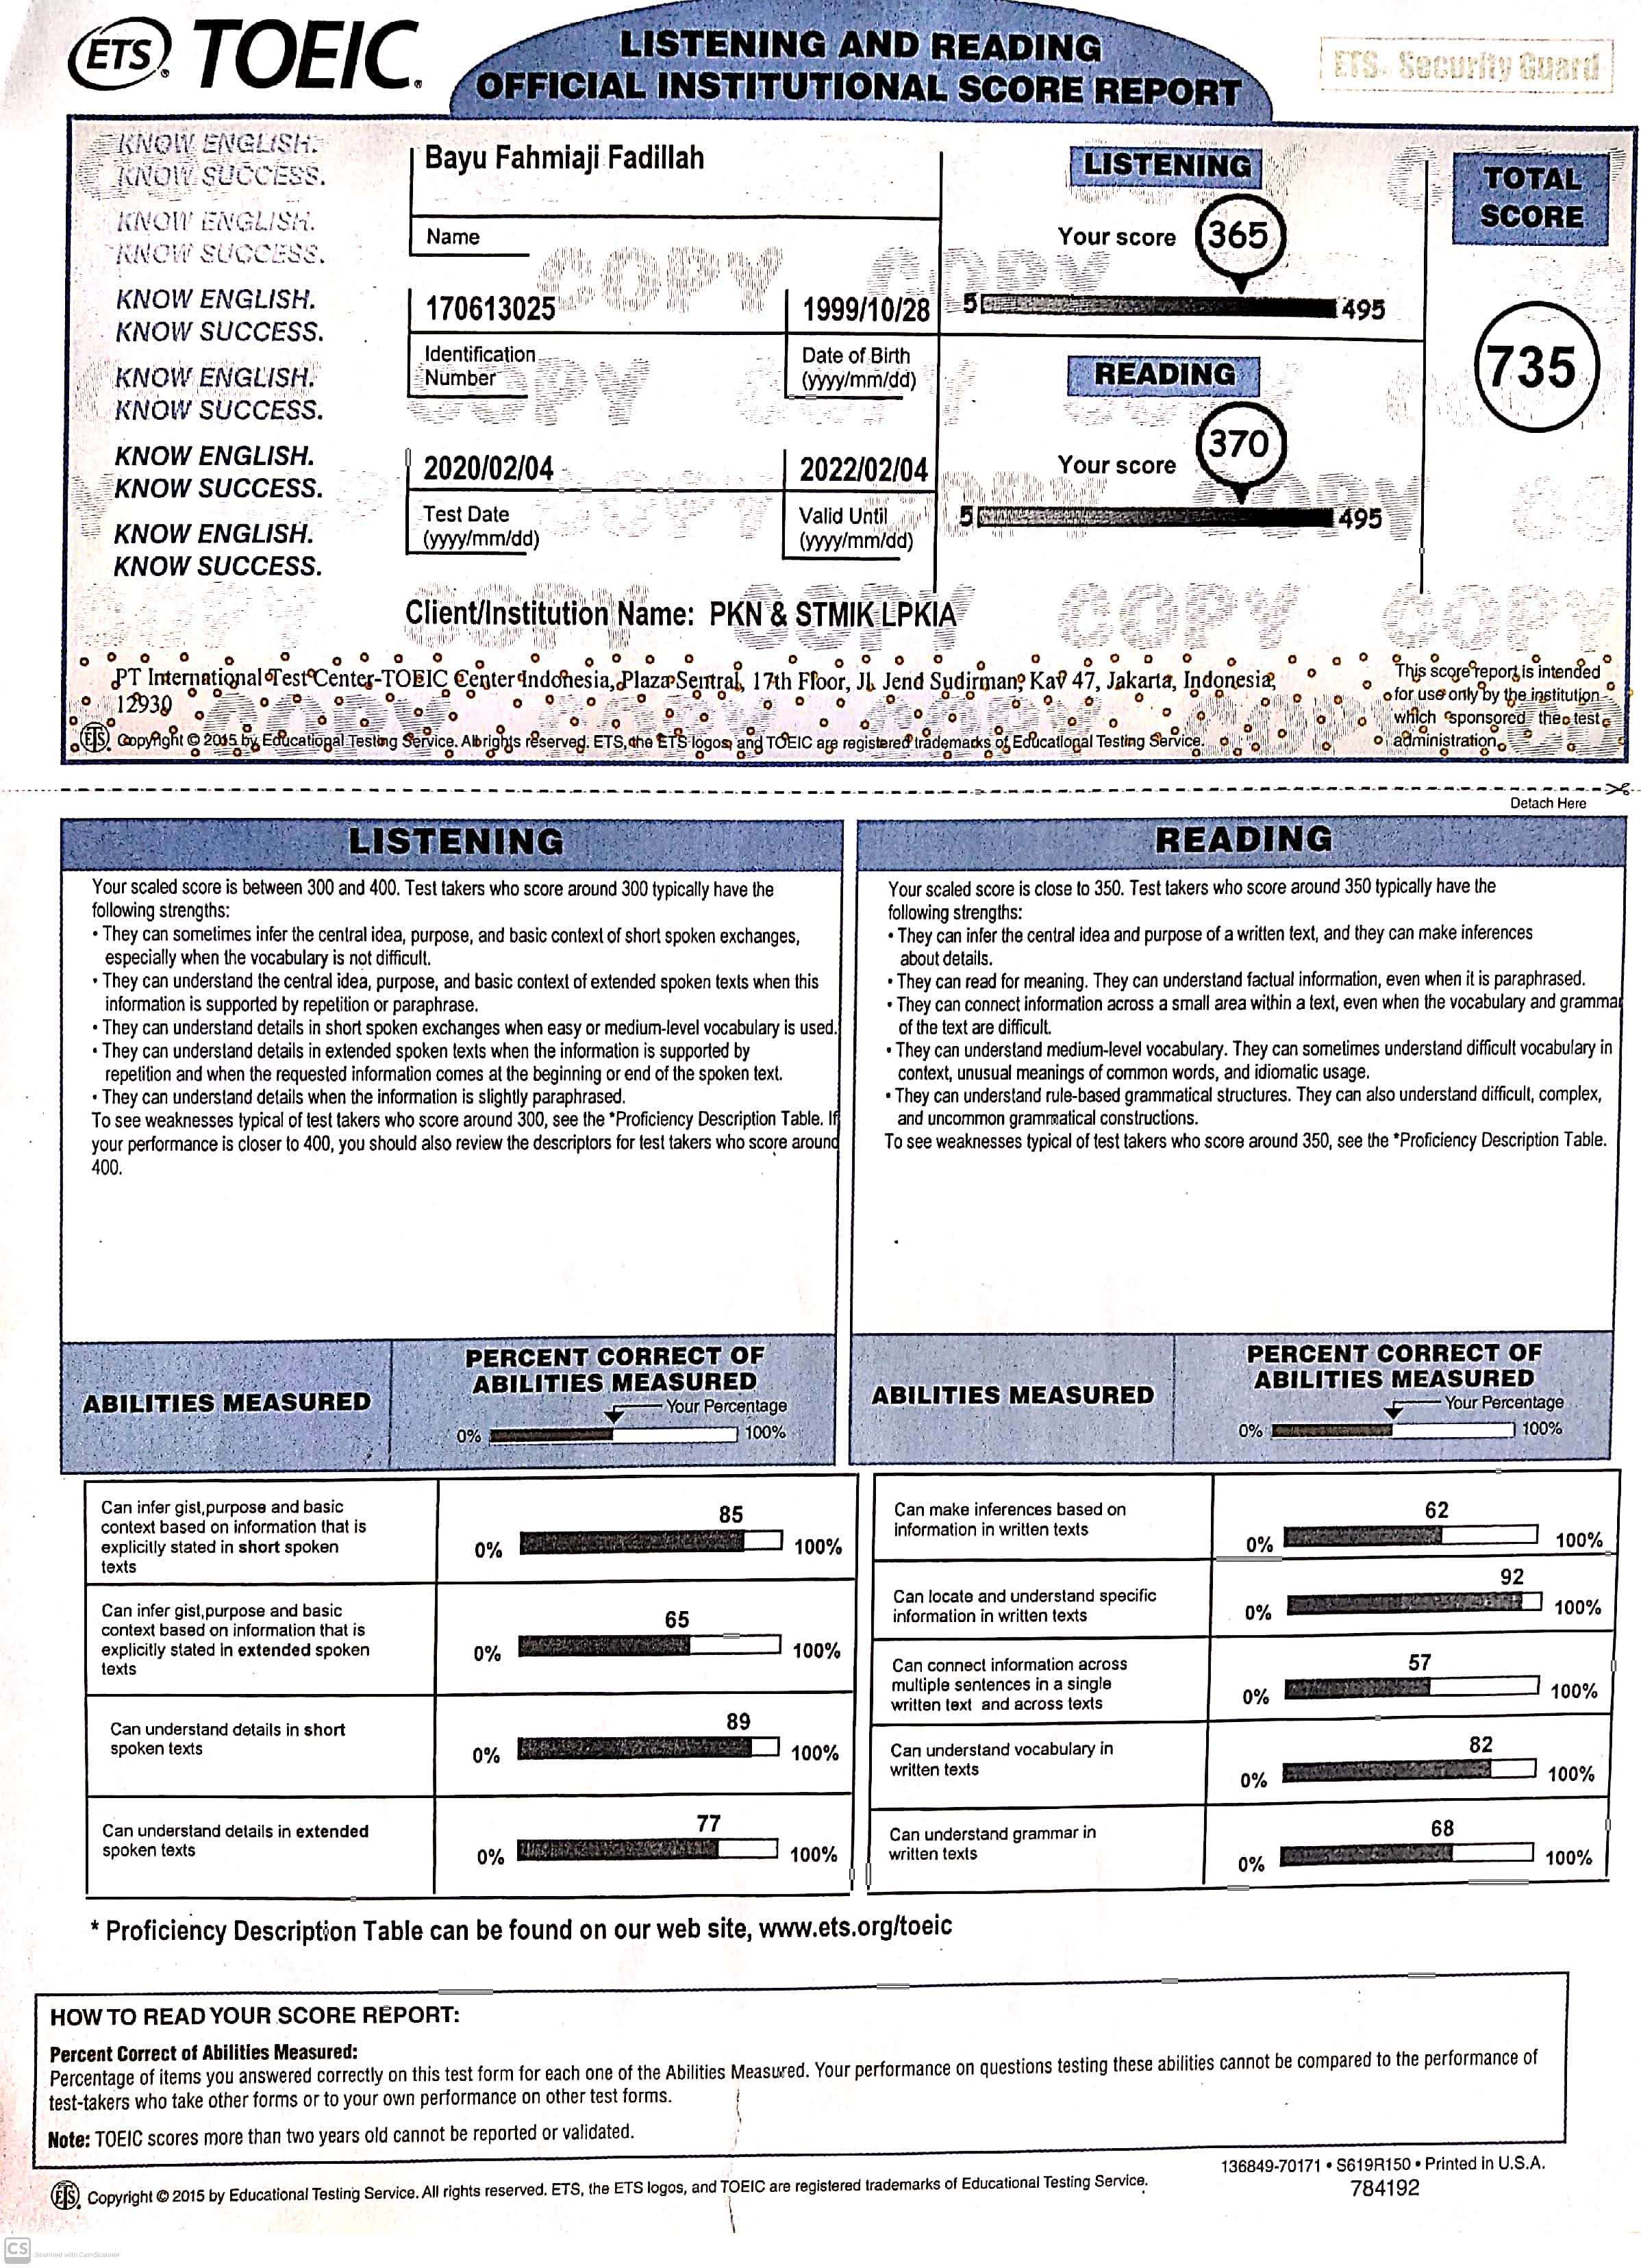 ETS TOEIC.
LISTENING AND READING
OFFICIAL INSTITUTIONAL SCORE REPORT
ETS. Security Guard
KNOW ENGLISH.
KNOW SUCCESS.
KNOW ENGLISH.
KNOW SUCCESS.
KNOW ENGLISH.
KNOW SUCCESS.
KNOW ENGLISH.
KNOW SUCCESS.
KNOW ENGLISH.
KNOW SUCCESS.
KNOW ENGLISH.
KNOW SUCCESS.
Bayu Fahmiaji Fadillah
Name
170613025
Identification
Number
1999/10/28
Date of Birth
(yyyy/mm/dd)
2020/02/04
Test Date
(yyyy/mm/dd)
2022/02/04
Valid Until
(yyyy/mm/dd)
LISTENING
Your score 365
5 495
READING
Your score 370
5 495
TOTAL
SCORE
735
COPY COPY
COPY COPY
COPY COPY
Client/Institution Name: PKN & STMIK LPKIA
PT International Test Center-TOEIC Center Indonesia, Plaza Sentral, 17th Floor, Jl. Jend Sudirman, Kav 47, Jakarta, Indonesia,
12930
ETS. Copyright © 2015 by Educational Testing Service. All rights reserved. ETS, the ETS logos, and TOEIC are registered trademarks of Educational Testing Service.
This score report is intended
for use only by the institution
which sponsored the test
administration.
Detach Here
LISTENING
Your scaled score is between 300 and 400. Test takers who score around 300 typically have the
following strengths:
• They can sometimes infer the central idea, purpose, and basic context of short spoken exchanges,
especially when the vocabulary is not difficult.
• They can understand the central idea, purpose, and basic context of extended spoken texts when this
information is supported by repetition or paraphrase.
• They can understand details in short spoken exchanges when easy or medium-level vocabulary is used.
• They can understand details in extended spoken texts when the information is supported by
repetition and when the requested information comes at the beginning or end of the spoken text.
• They can understand details when the information is slightly paraphrased.
To see weaknesses typical of test takers who score around 300, see the *Proficiency Description Table. If
your performance is closer to 400, you should also review the descriptors for test takers who score around
400.
READING
Your scaled score is close to 350. Test takers who score around 350 typically have the
following strengths:
• They can infer the central idea and purpose of a written text, and they can make inferences
about details.
• They can read for meaning. They can understand factual information, even when it is paraphrased.
• They can connect information across a small area within a text, even when the vocabulary and grammar
of the text are difficult.
• They can understand medium-level vocabulary. They can sometimes understand difficult vocabulary in
context, unusual meanings of common words, and idiomatic usage.
• They can understand rule-based grammatical structures. They can also understand difficult, complex,
and uncommon grammatical constructions.
To see weaknesses typical of test takers who score around 350, see the *Proficiency Description Table.
ABILITIES MEASURED
PERCENT CORRECT OF
ABILITIES MEASURED
Your Percentage
0% 100%
Can infer gist,purpose and basic
context based on information that is
explicitly stated in short spoken
texts
85
0% 100%
Can infer gist,purpose and basic
context based on information that is
explicitly stated in extended spoken
texts
65
0% 100%
Can understand details in short
spoken texts
89
0% 100%
Can understand details in extended
spoken texts
77
0% 100%
ABILITIES MEASURED
PERCENT CORRECT OF
ABILITIES MEASURED
Your Percentage
0% 100%
Can make inferences based on
information in written texts
62
0% 100%
Can locate and understand specific
information in written texts
92
0% 100%
Can connect information across
multiple sentences in a single
written text and across texts
57
0% 100%
Can understand vocabulary in
written texts
82
0% 100%
Can understand grammar in
written texts
68
0% 100%
* Proficiency Description Table can be found on our web site, www.ets.org/toeic
HOW TO READ YOUR SCORE REPORT:
Percent Correct of Abilities Measured:
Percentage of items you answered correctly on this test form for each one of the Abilities Measured. Your performance on questions testing these abilities cannot be compared to the performance of
test-takers who take other forms or to your own performance on other test forms.
Note: TOEIC scores more than two years old cannot be reported or validated.
136849-70171 • S619R150 • Printed in U.S.A.
784192
ETS. Copyright © 2015 by Educational Testing Service. All rights reserved. ETS, the ETS logos, and TOEIC are registered trademarks of Educational Testing Service.
CS Scanned with CamScanner